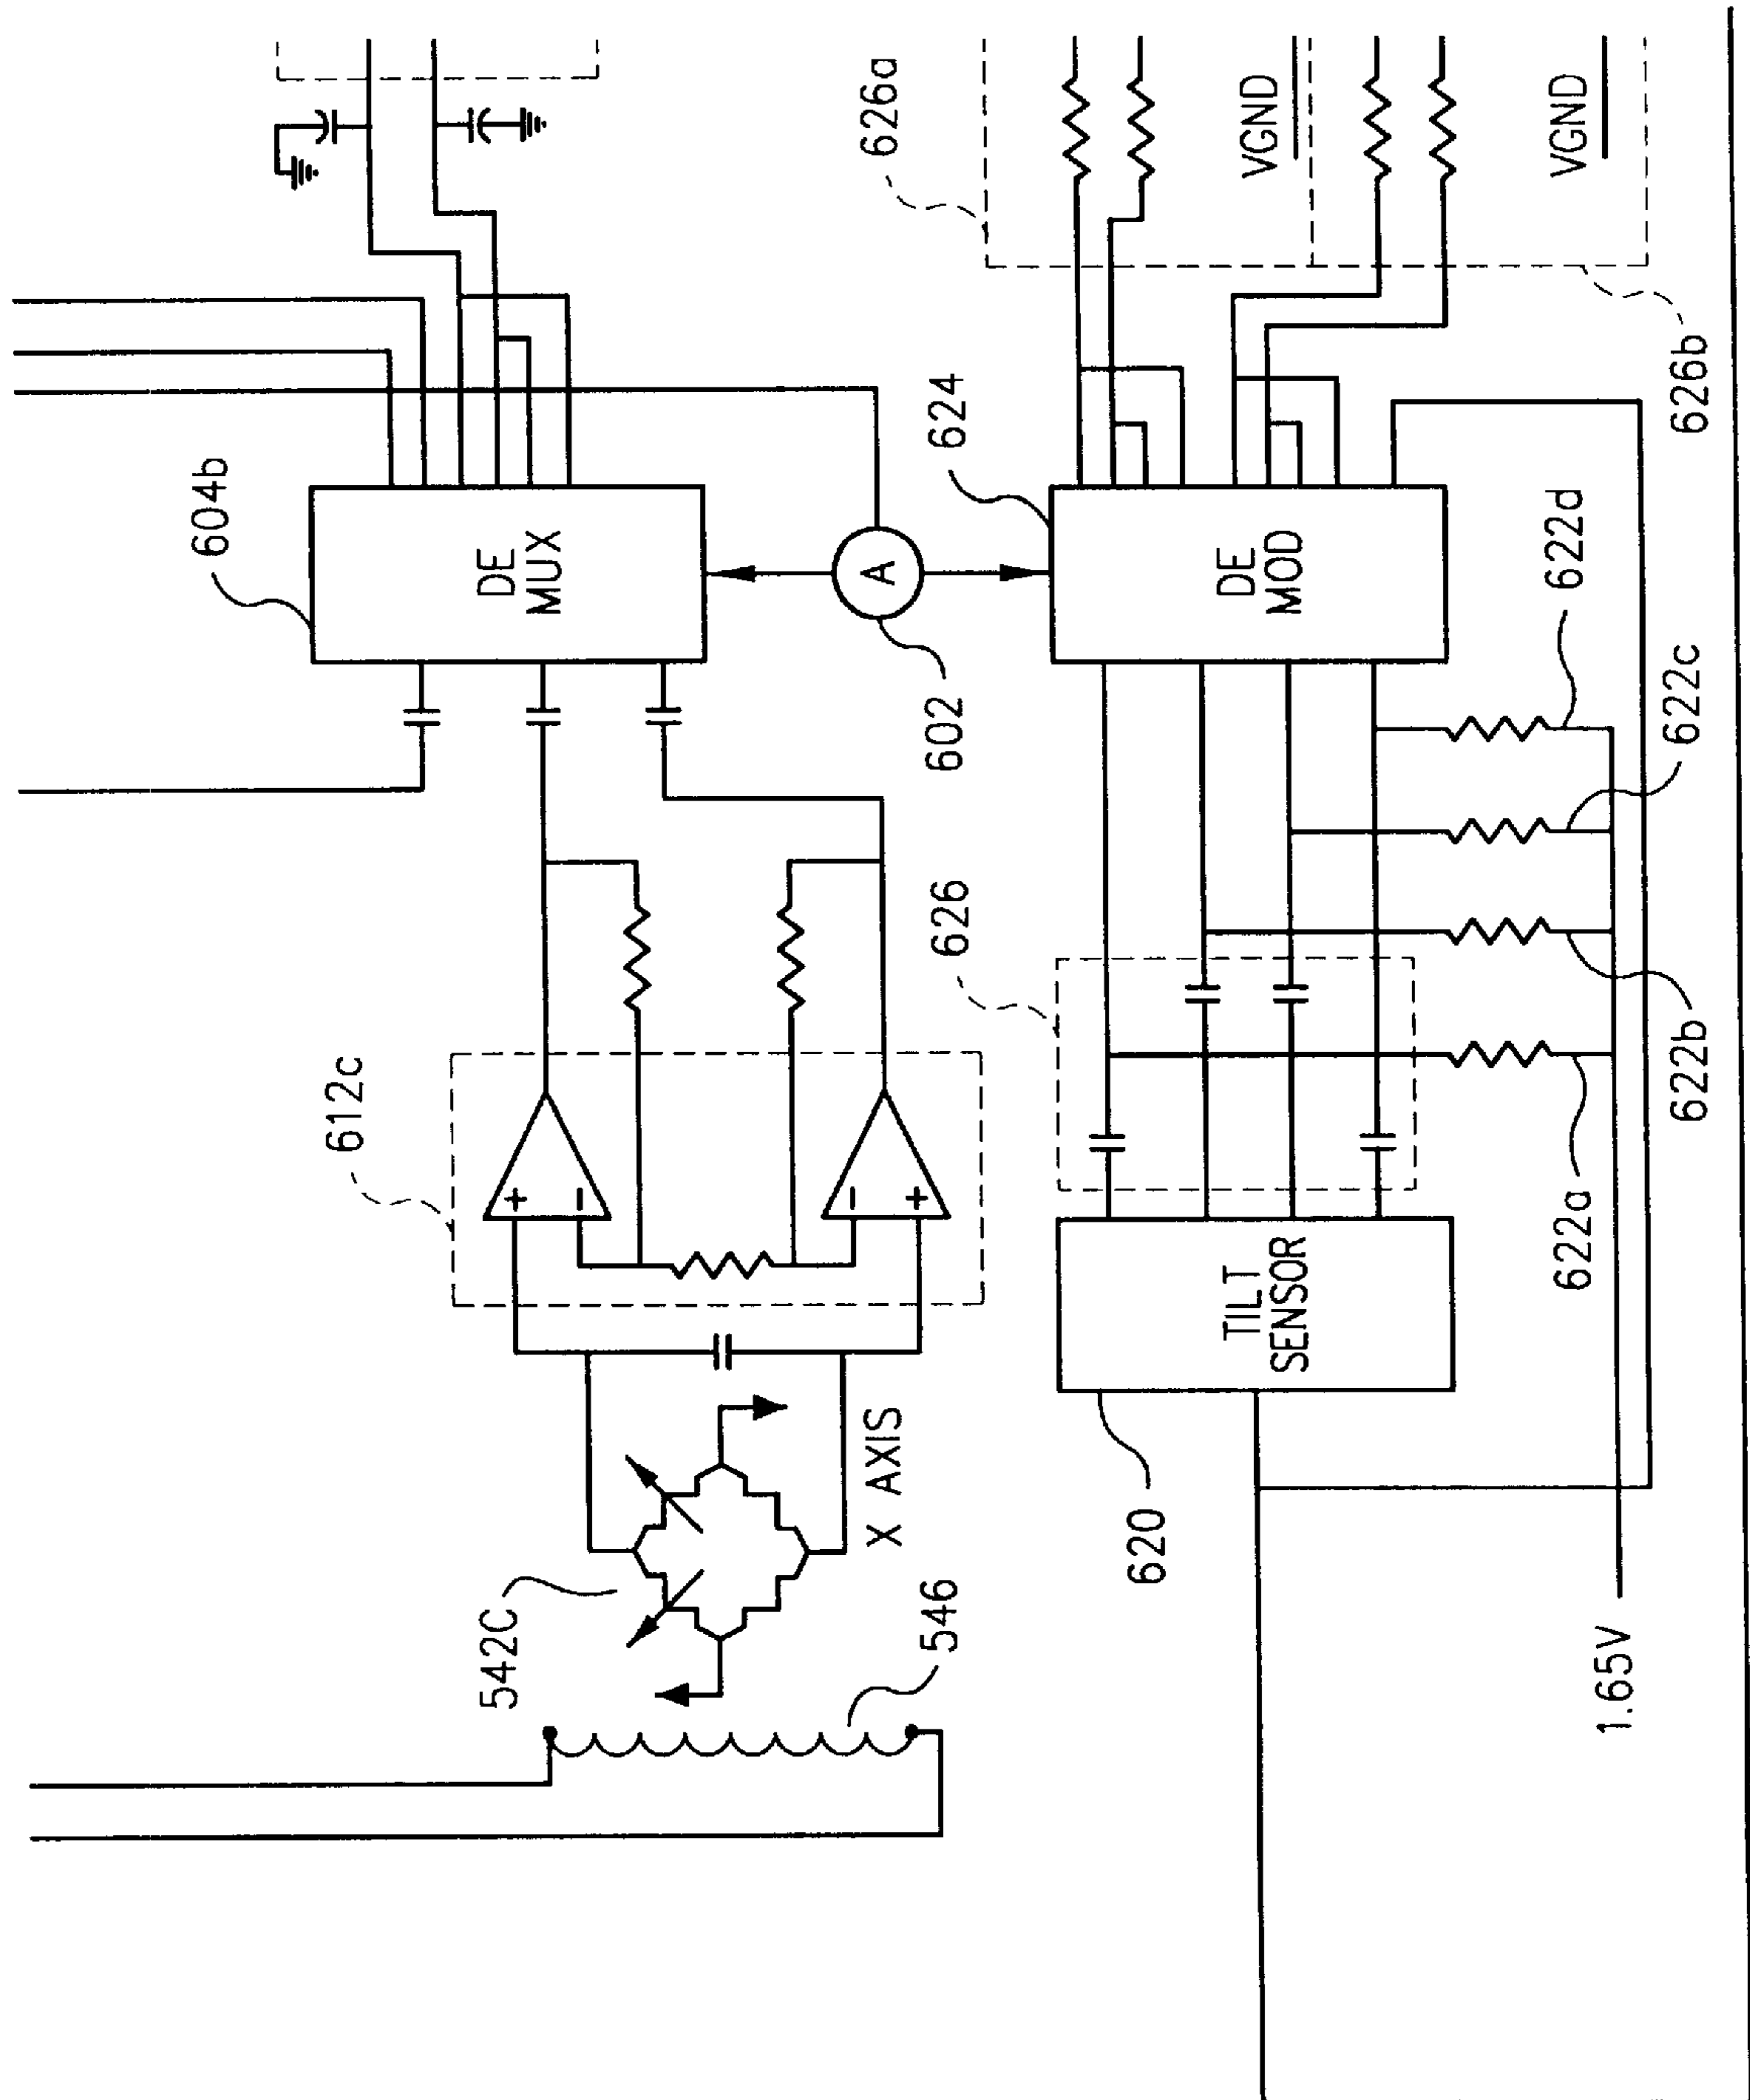 604b
DE
MUX
626a
VGND
VGND
626b
A
602
624
DE
MOD
622d
622c
612c
+
−
−
+
626
622b
622a
542C
X AXIS
546
TILT
SENSOR
620
1.65V